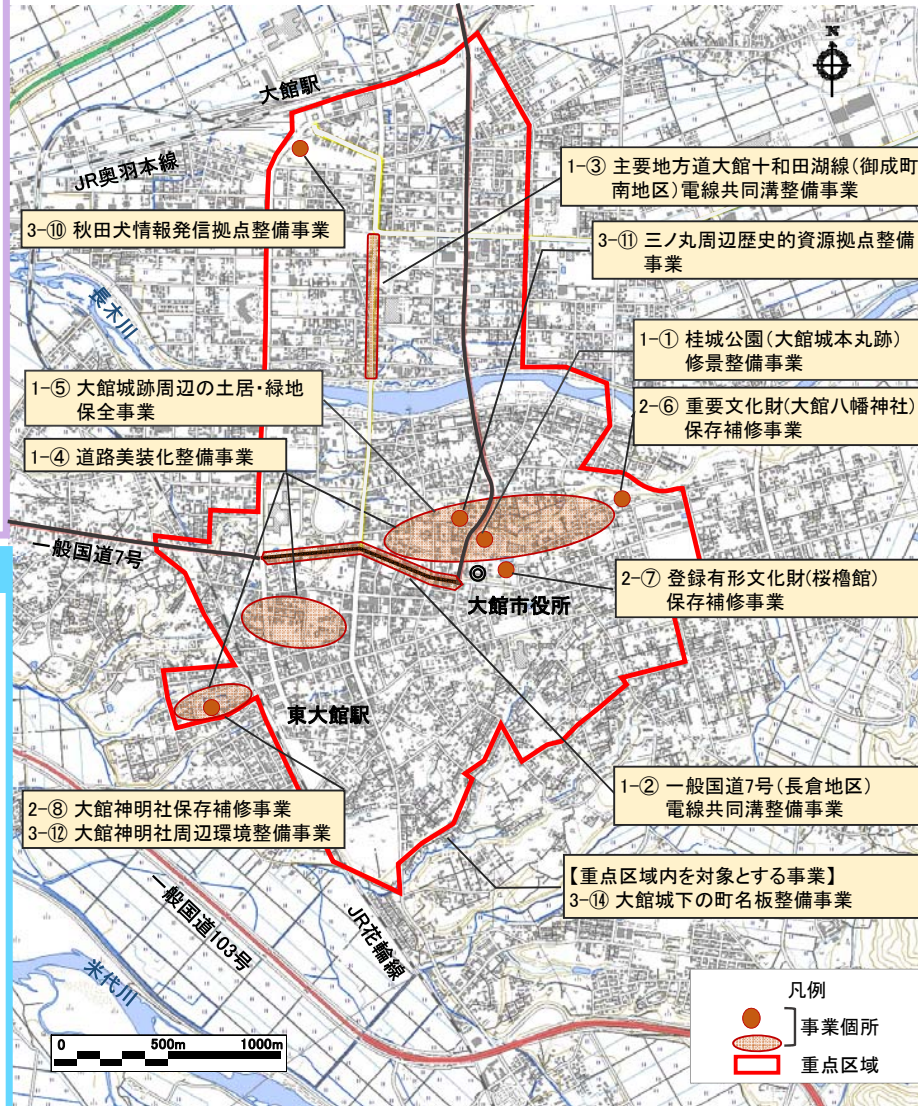 N
大館駅
JR奥羽本線
1-③ 主要地方道大館十和田湖線(御成町
南地区)電線共同溝整備事業
3-⑩ 秋田犬情報発信拠点整備事業
3-⑪ 三ノ丸周辺歴史的資源拠点整備
事業
長木川
1-① 桂城公園(大館城本丸跡)
修景整備事業
1-⑤ 大館城跡周辺の土居・緑地
保全事業
2-⑥ 重要文化財(大館八幡神社)
保存補修事業
1-④ 道路美装化整備事業
一般国道7号
2-⑦ 登録有形文化財(桜櫓館)
保存補修事業
大館市役所
東大館駅
1-② 一般国道7号(長倉地区)
電線共同溝整備事業
2-⑧ 大館神明社保存補修事業
3-⑫ 大館神明社周辺環境整備事業
【重点区域内を対象とする事業】
3-⑭ 大館城下の町名板整備事業
一般国道103号
JR花輪線
米代川
凡例
事業個所
重点区域
0 500m 1000m